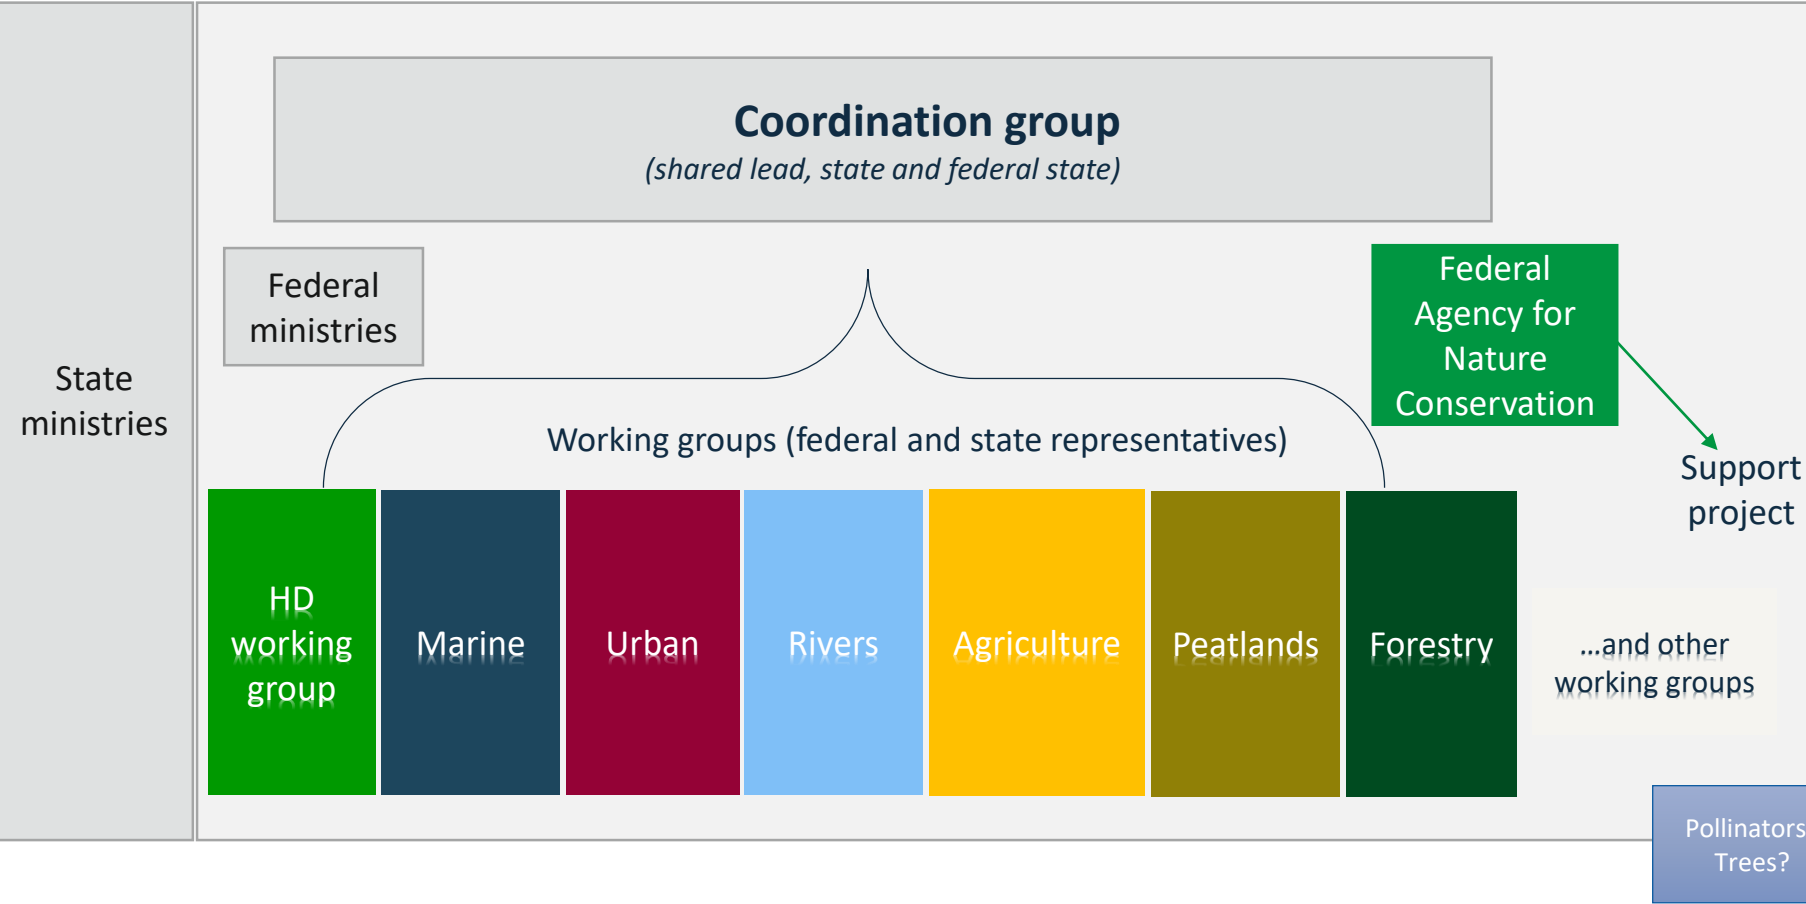 Coordination group
(shared lead, state and federal state)
Federal
ministries
Federal
Agency for
Nature
Conservation
State
ministries
Working groups (federal and state representatives)
Support
project
HD
working
group
Marine
Urban
Rivers
Agriculture
Peatlands
Forestry
...and other
working groups
Pollinators
Trees?